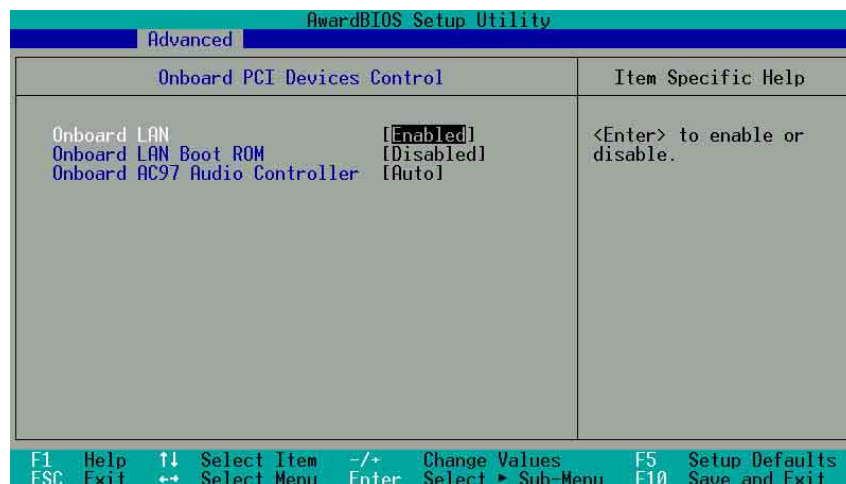 AwardBIOS Setup Utility
Advanced
Onboard PCI Devices Control
Item Specific Help
Onboard LAN [Enabled]
Onboard LAN Boot ROM [Disabled]
Onboard AC97 Audio Controller [Auto]
<Enter> to enable or
disable.
F1 Help ↑↓ Select Item -/+ Change Values F5 Setup Defaults
ESC Exit ←→ Select Menu Enter Select ► Sub-Menu F10 Save and Exit